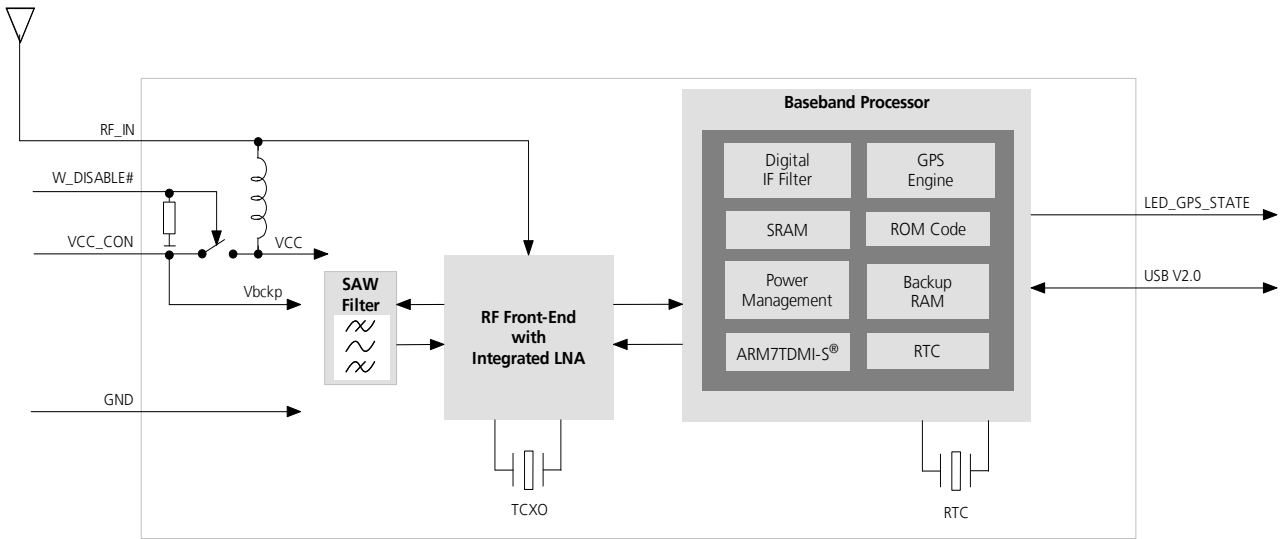 RF_IN
W_DISABLE#
VCC_CON
VCC
Vbckp
GND
SAW
Filter
RF Front-End
with
Integrated LNA
TCXO
Baseband Processor
Digital
IF Filter
GPS
Engine
SRAM
ROM Code
Power
Management
Backup
RAM
ARM7TDMI-S®
RTC
RTC
LED_GPS_STATE
USB V2.0